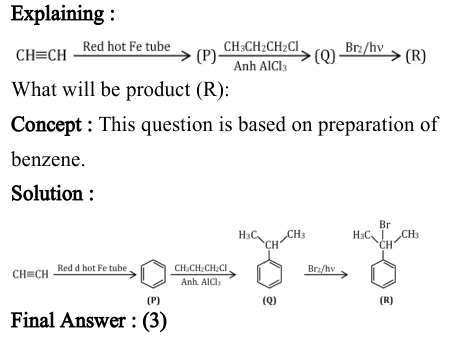 Explaining :
CH≡CH Red hot Fe tube (P) CH₃CH₂CH₂Cl Anh AlCl₃ (Q) Br₂/hν (R)
What will be product (R):
Concept : This question is based on preparation of
benzene.
Solution :
H₃C CH₃ CH
Br H₃C CH₃ CH
CH≡CH Red d hot Fe tube CH₃CH₂CH₂Cl Anh. AlCl₃ Br₂/hν
(P) (Q) (R)
Final Answer : (3)